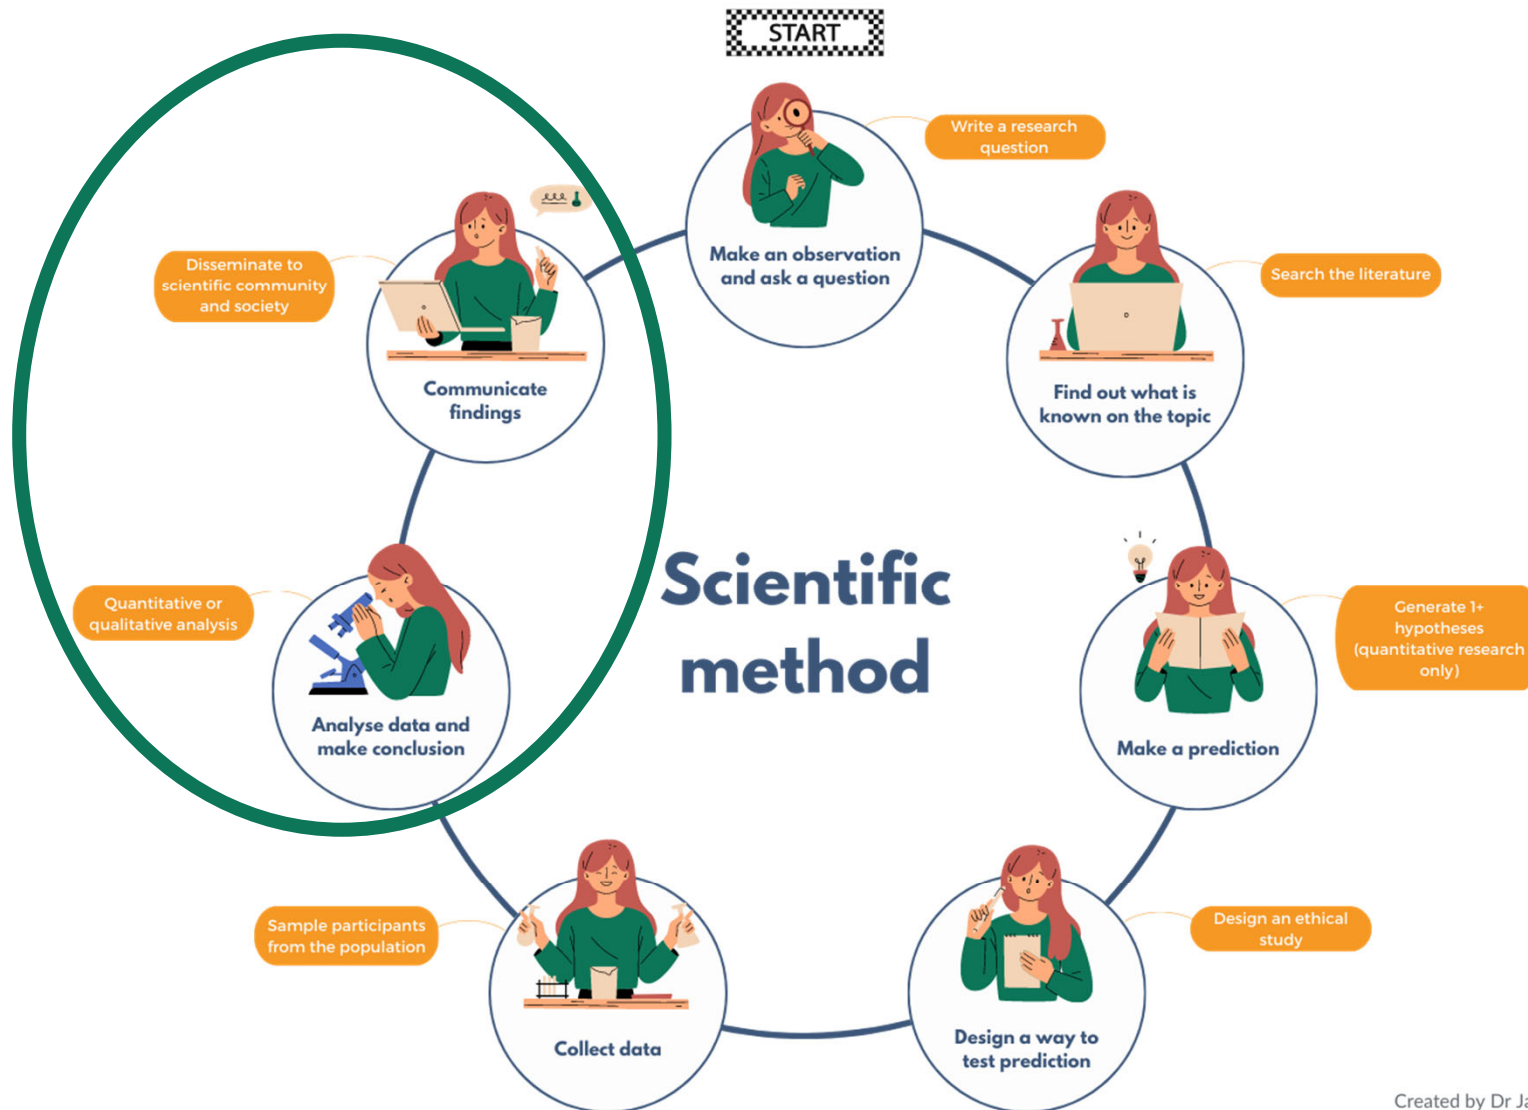 START
Write a research
question
Make an observation
and ask a question
Search the literature
Find out what is
known on the topic
Generate 1+
hypotheses
(quantitative research
only)
Make a prediction
Design an ethical
study
Design a way to
test prediction
Sample participants
from the population
Collect data
Quantitative or
qualitative analysis
Analyse data and
make conclusion
Disseminate to
scientific community
and society
Communicate
findings
Scientific
method
Created by Dr